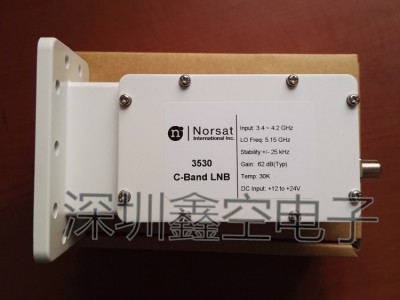 n
Norsat
International Inc.
3530
C-Band LNB
Input: 3.4 ~ 4.2 GHz
LO Freq: 5.15 GHz
Stability:+/- 25 kHz
Gain: 62 dB(Typ)
Temp: 30K
DC Input: +12 to +24V
深圳鑫空电子